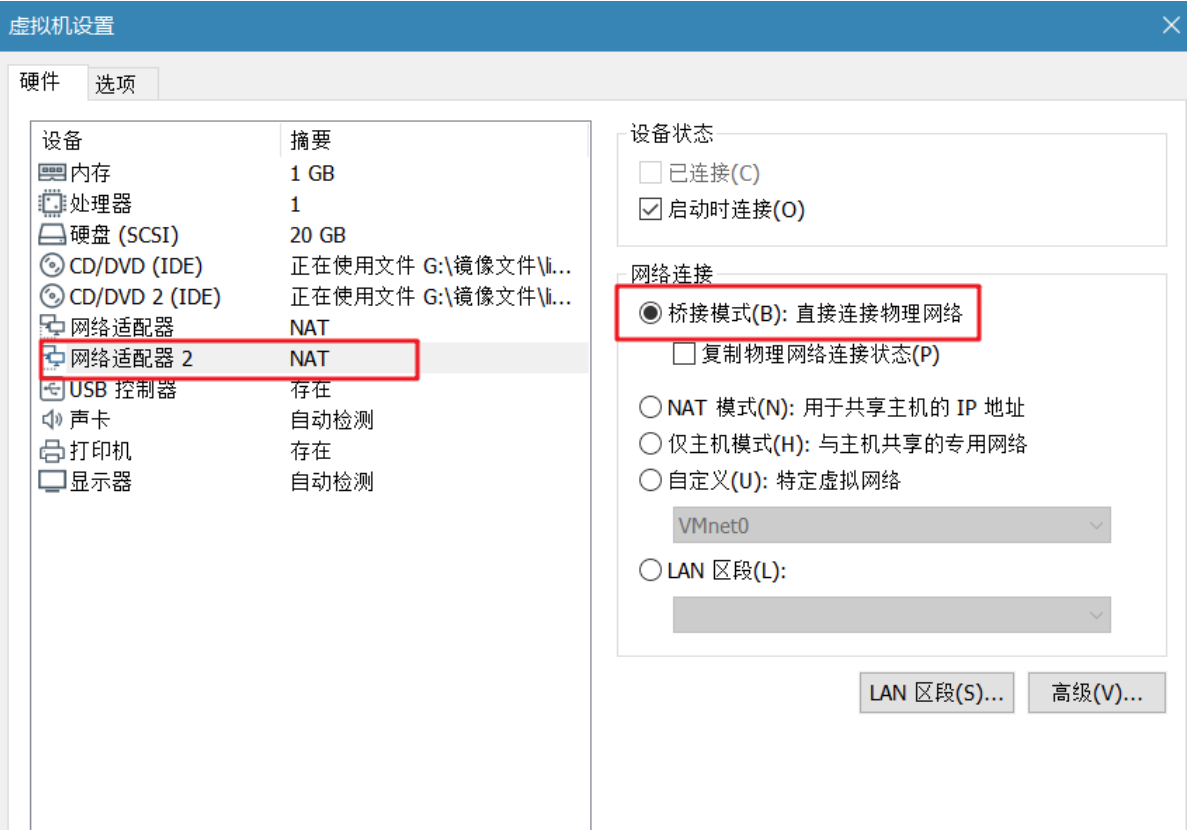 虚拟机设置
硬件 选项
设备 摘要
内存 1 GB
处理器 1
硬盘 (SCSI) 20 GB
CD/DVD (IDE) 正在使用文件 G:\镜像文件\li...
CD/DVD 2 (IDE) 正在使用文件 G:\镜像文件\li...
网络适配器 NAT
网络适配器 2 NAT
USB 控制器 存在
声卡 自动检测
打印机 存在
显示器 自动检测
设备状态
已连接(C)
启动时连接(O)
网络连接
桥接模式(B): 直接连接物理网络
复制物理网络连接状态(P)
NAT 模式(N): 用于共享主机的 IP 地址
仅主机模式(H): 与主机共享的专用网络
自定义(U): 特定虚拟网络
VMnet0
LAN 区段(L):
LAN 区段(S)... 高级(V)...